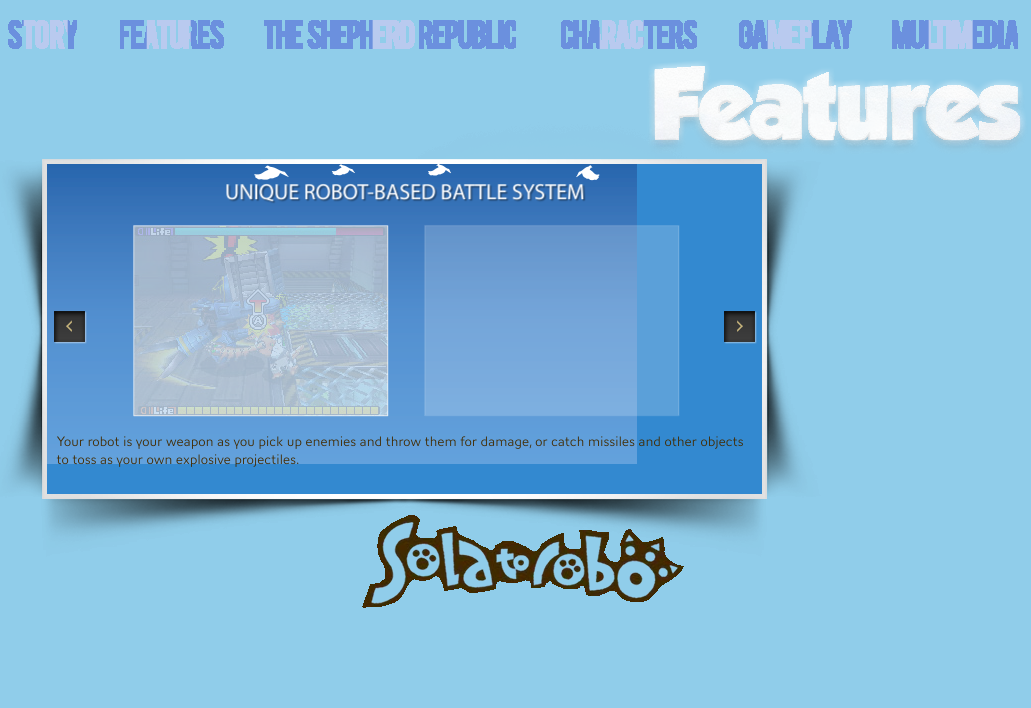 STORY FEATURES THE SHEPHERD REPUBLIC CHARACTERS GAMEPLAY MULTIMEDIA
Features
UNIQUE ROBOT-BASED BATTLE SYSTEM
Life
A
Life
Your robot is your weapon as you pick up enemies and throw them for damage, or catch missiles and other objects
to toss as your own explosive projectiles.
Solatorobo